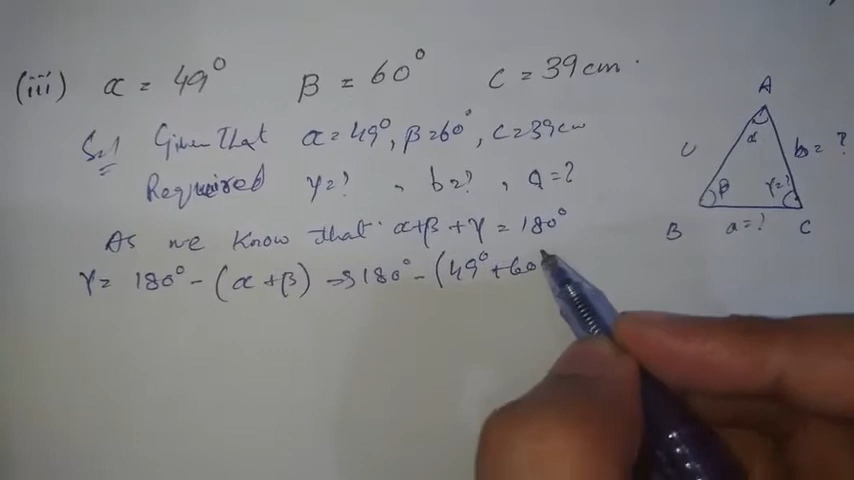 (iii) α = 49° β = 60° c = 39cm.
Sol Given That α=49°, β=60°, c=39cm
Required γ=? , b=? , a=?
As we know that α+β+γ = 180°
γ= 180° - (α+β) ⇒ 180° - (49°+60
A
α
c
b= ?
β
γ=?
B
a=?
C